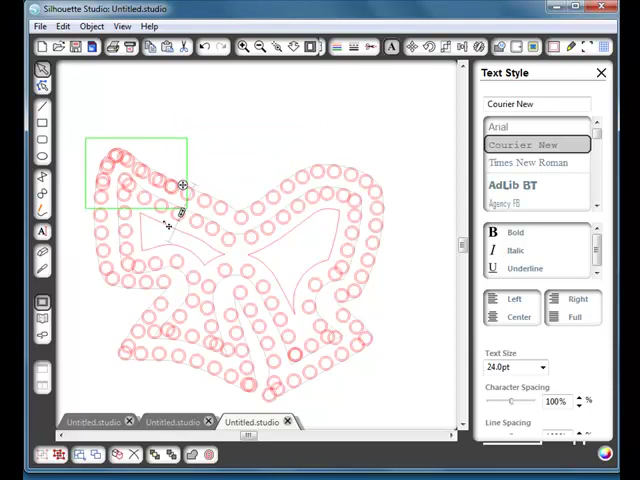 Silhouette Studio: Untitled.studio
File Edit Object View Panels Help
Text Style
Courier New
Arial
Courier New
Times New Roman
AdLib BT
Agency FB
B Bold
I Italic
U Underline
Left Right
Center Full
Text Size
24.0pt
Character Spacing
100% %
Line Spacing
Untitled.studio Untitled.studio Untitled.studio